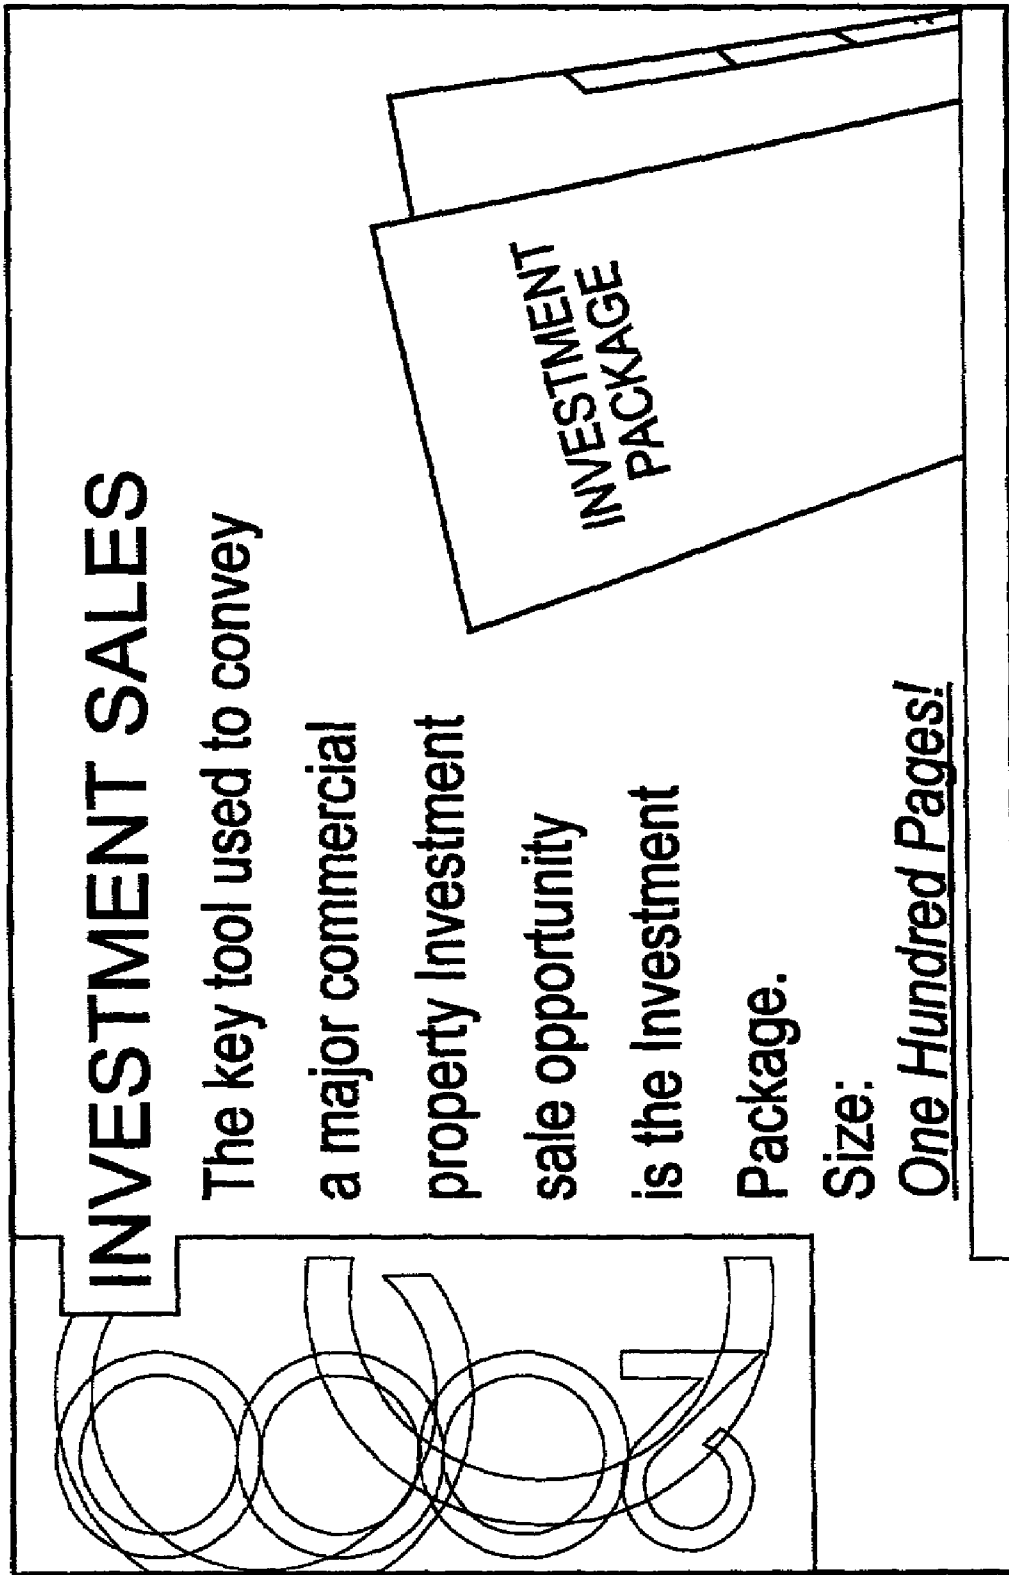 INVESTMENT SALES
The key tool used to convey
a major commercial
property Investment
sale opportunity
is the Investment
Package.
Size:
One Hundred Pages!
INVESTMENT
PACKAGE